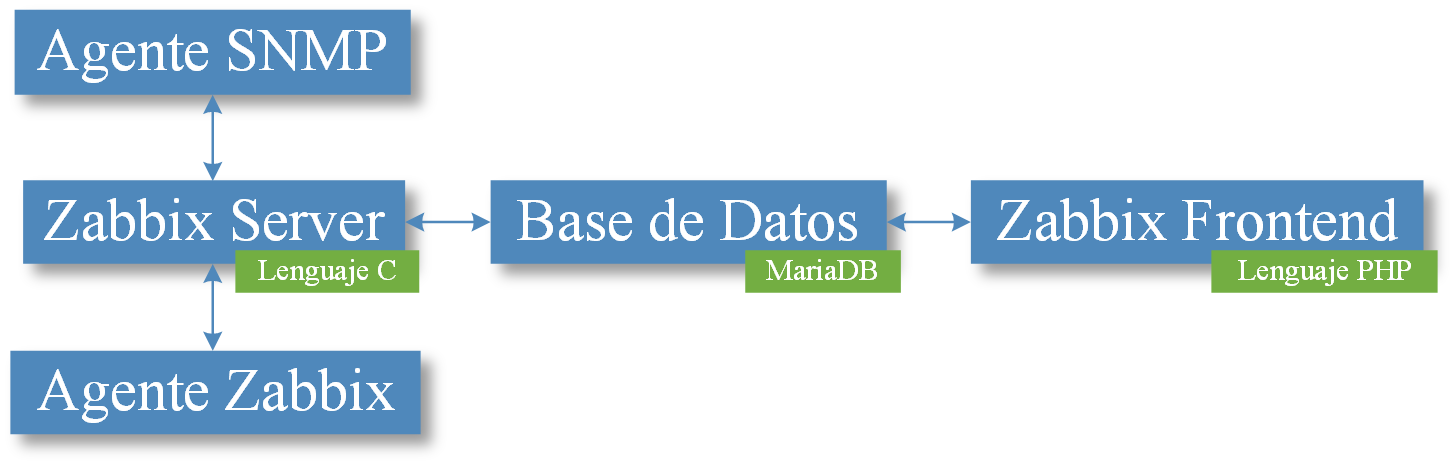 Agente SNMP
Zabbix Server
Lenguaje C
Base de Datos
MariaDB
Zabbix Frontend
Lenguaje PHP
Agente Zabbix